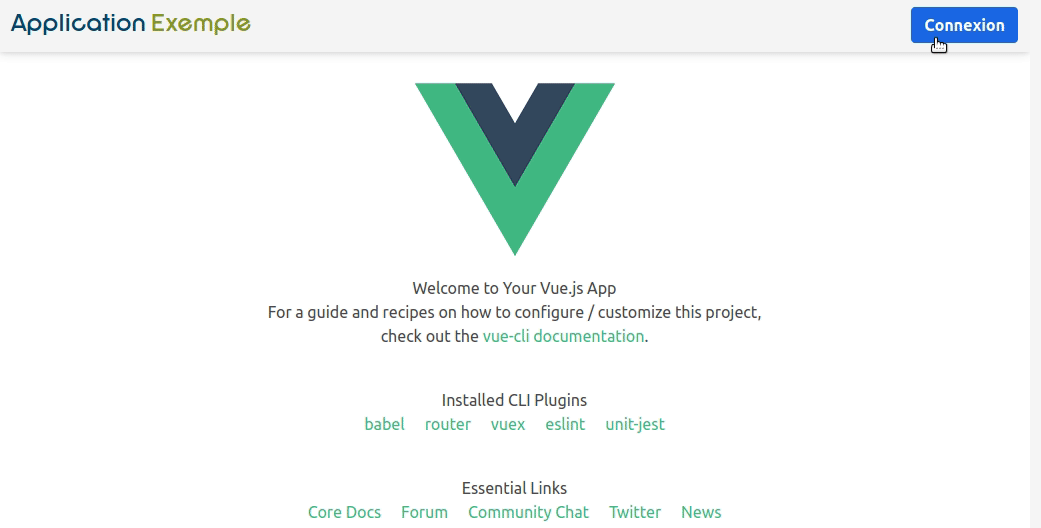 Application Exemple
Connexion
Welcome to Your Vue.js App
For a guide and recipes on how to configure / customize this project,
check out the vue-cli documentation.
Installed CLI Plugins
babel router vuex eslint unit-jest
Essential Links
Core Docs Forum Community Chat Twitter News